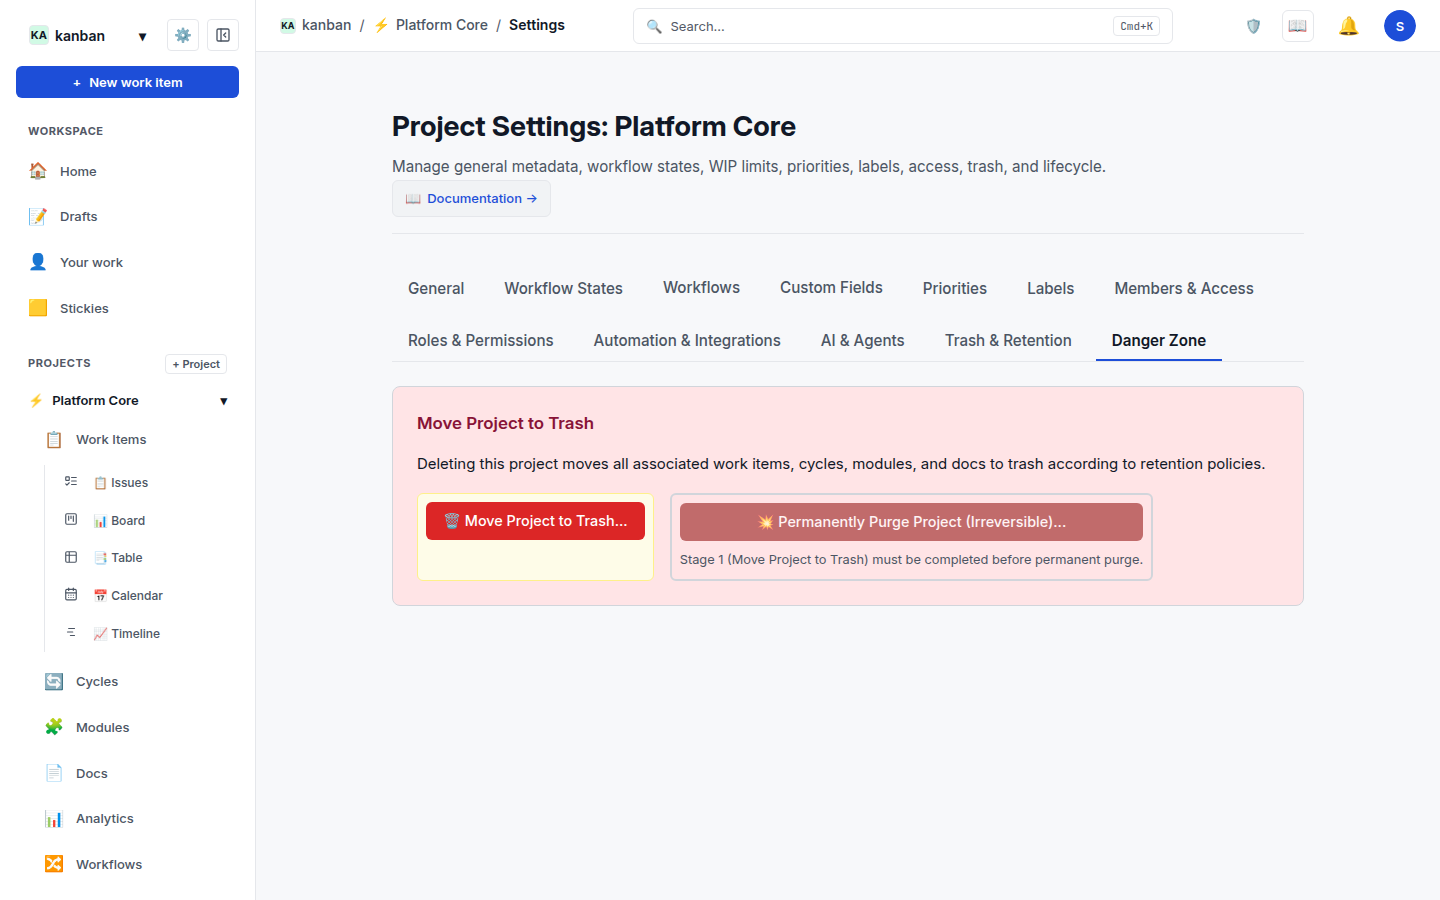 KA kanban ▾
+ New work item
WORKSPACE
Home
Drafts
Your work
Stickies
PROJECTS
+ Project
Platform Core ▾
Work Items
Issues
Board
Table
Calendar
Timeline
Cycles
Modules
Docs
Analytics
Workflows
KA kanban / Platform Core / Settings
Search...
Cmd+K
S
Project Settings: Platform Core
Manage general metadata, workflow states, WIP limits, priorities, labels, access, trash, and lifecycle.
Documentation →
General Workflow States Workflows Custom Fields Priorities Labels Members & Access
Roles & Permissions Automation & Integrations AI & Agents Trash & Retention Danger Zone
Move Project to Trash
Deleting this project moves all associated work items, cycles, modules, and docs to trash according to retention policies.
Move Project to Trash...
Permanently Purge Project (Irreversible)...
Stage 1 (Move Project to Trash) must be completed before permanent purge.